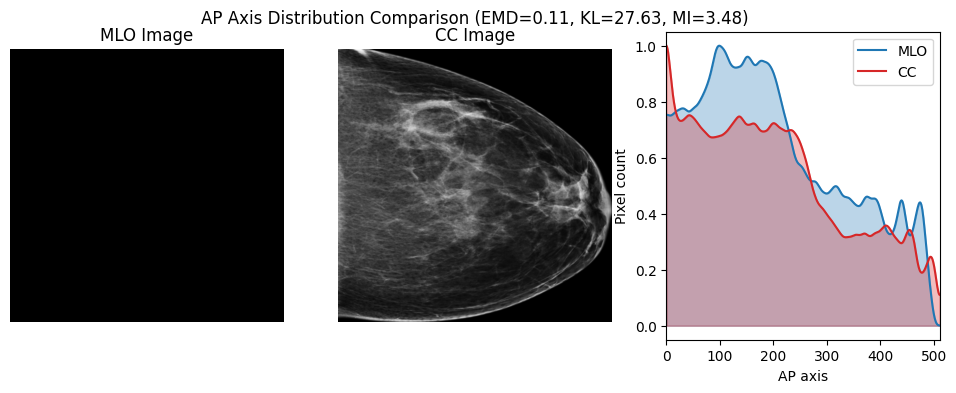 AP Axis Distribution Comparison (EMD=0.11, KL=27.63, MI=3.48)
MLO Image
CC Image
MLO
CC
Pixel count
1.0
0.8
0.6
0.4
0.2
0.0
0 100 200 300 400 500
AP axis